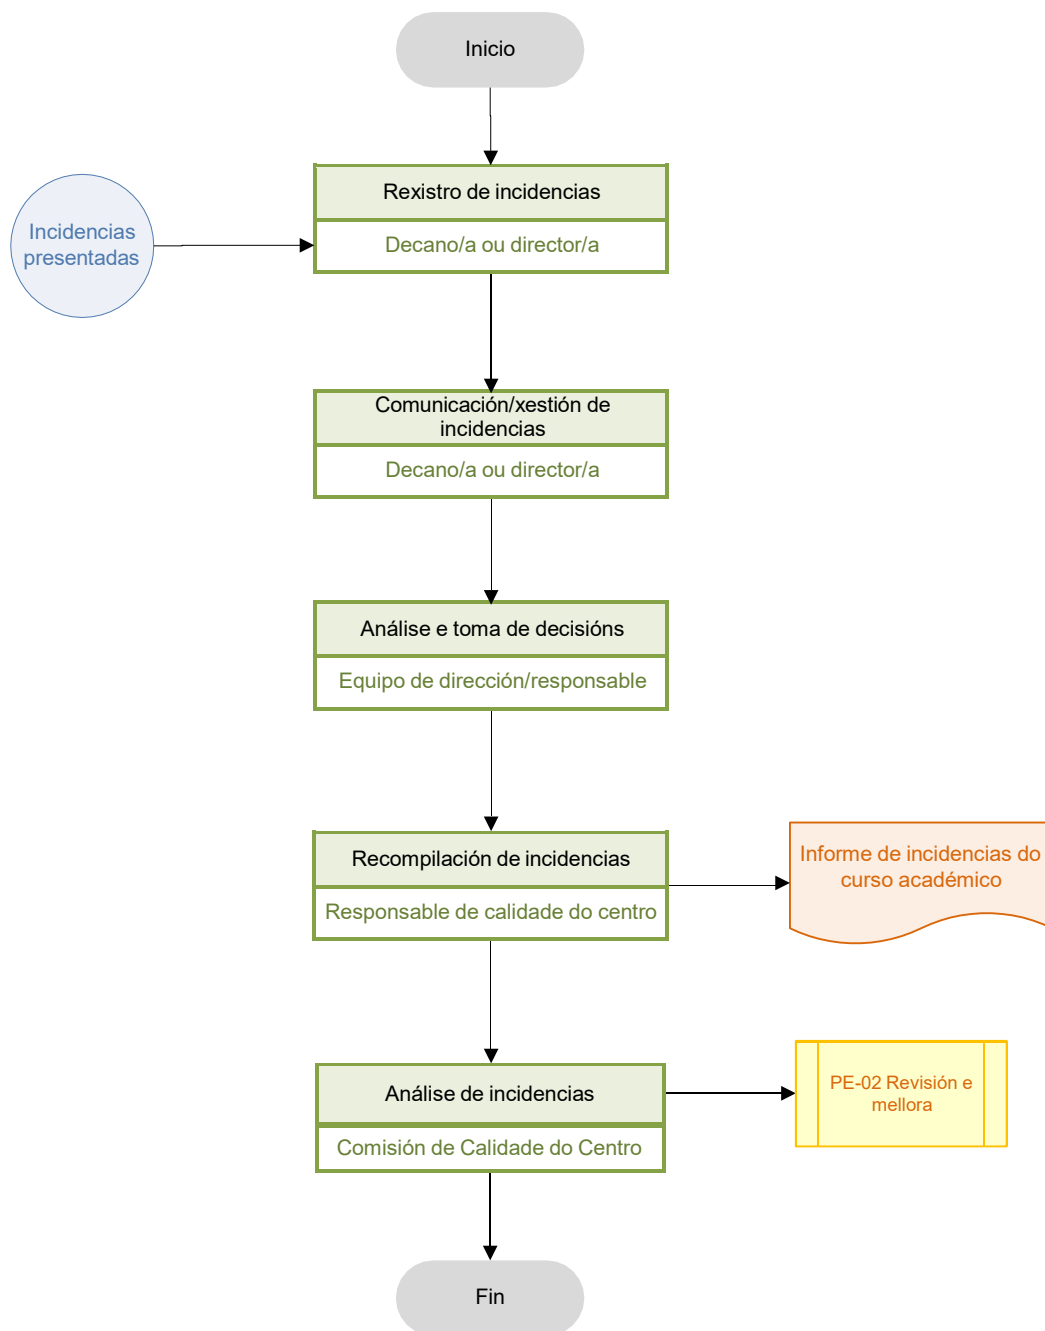 Inicio
Rexistro de incidencias
Decano/a ou director/a
Incidencias
presentadas
Comunicación/xestión de
incidencias
Decano/a ou director/a
Análise e toma de decisións
Equipo de dirección/responsable
Recompilación de incidencias
Responsable de calidade do centro
Informe de incidencias do
curso académico
Análise de incidencias
Comisión de Calidade do Centro
PE-02 Revisión e
mellora
Fin